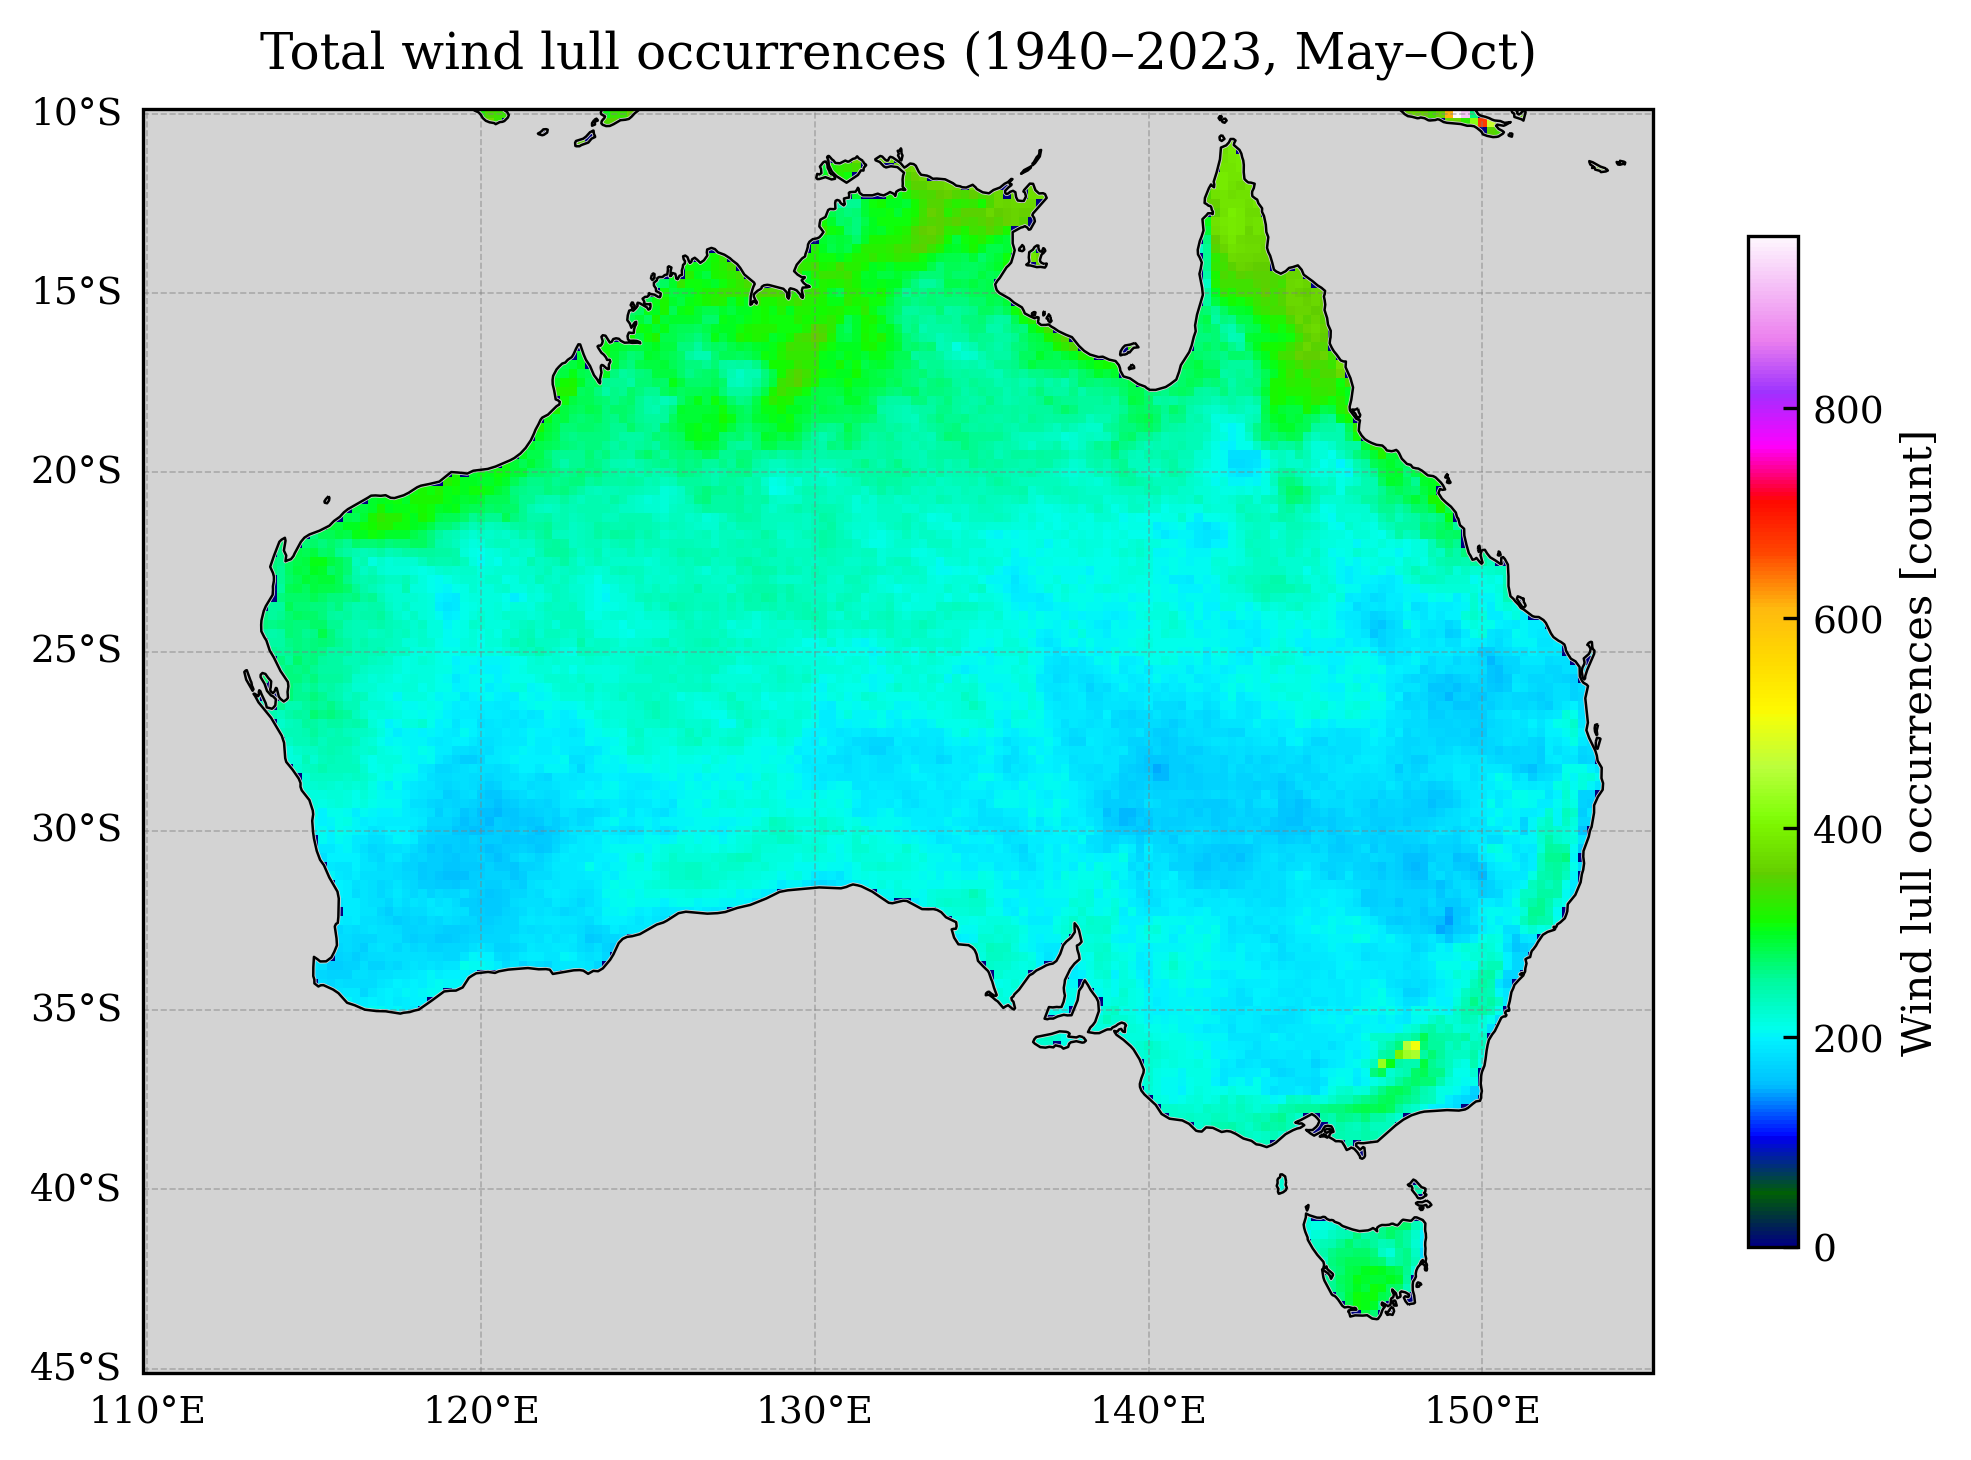 Total wind lull occurrences (1940–2023, May–Oct)
10°S
15°S
20°S
25°S
30°S
35°S
40°S
45°S
110°E
120°E
130°E
140°E
150°E
800
600
400
200
0
Wind lull occurrences [count]